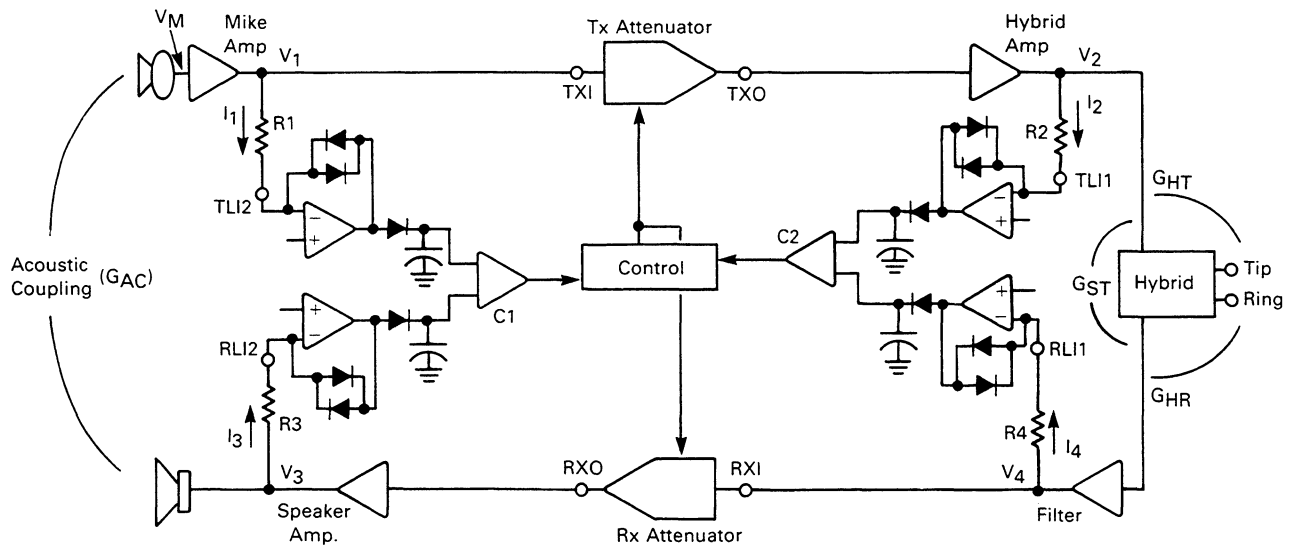 VM
Mike
Amp
V1
Tx Attenuator
TXI
TXO
Hybrid
Amp
V2
I1
R1
TLI2
I2
R2
TLI1
GHT
Acoustic
Coupling
(GAC)
Control
C1
C2
GST
Hybrid
Tip
Ring
RLI2
RLI1
GHR
I3
R3
R4
I4
V3
Speaker
Amp.
RXO
RXI
Rx Attenuator
V4
Filter
− +
+ −
− +
+ −